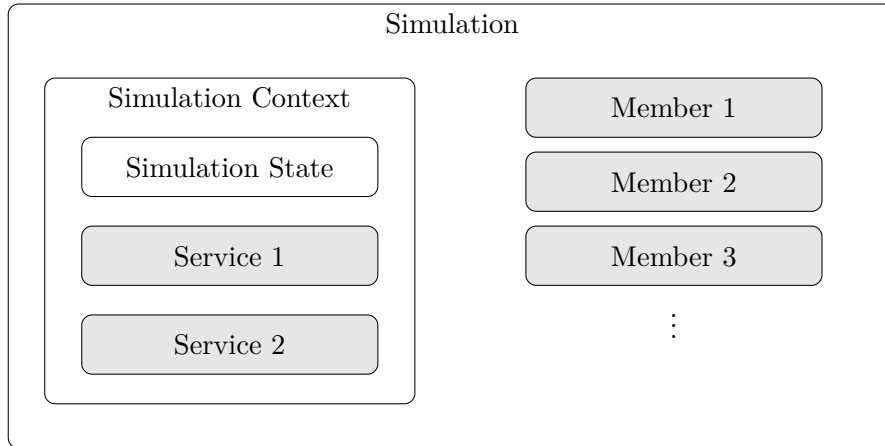 Simulation
Simulation Context
Simulation State
Service 1
Service 2
Member 1
Member 2
Member 3
⋮